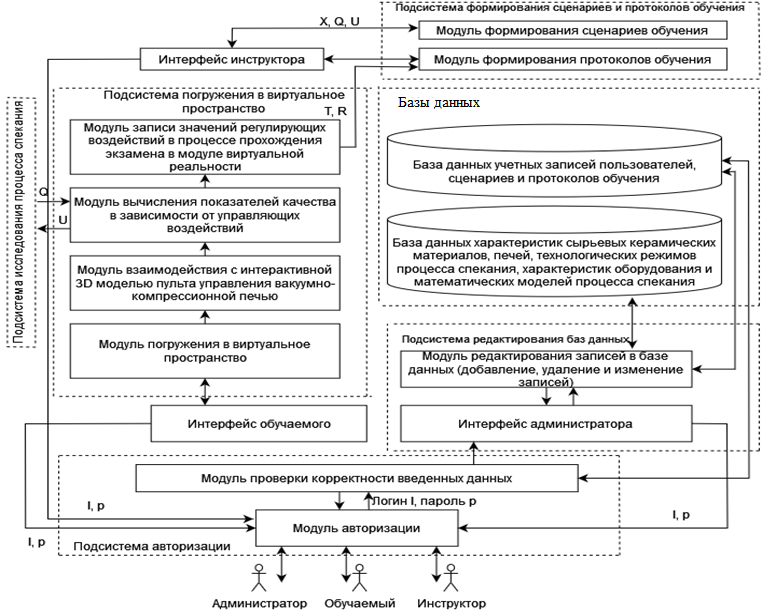 X, Q, U
Подсистема формирования сценариев и протоколов обучения
Модуль формирования сценариев обучения
Интерфейс инструктора
Модуль формирования протоколов обучения
Подсистема погружения в виртуальное
пространство
T, R
Модуль записи значений регулирующих
воздействий в процессе прохождения
экзамена в модуле виртуальной
реальности
Подсистема исследования процесса спекания
Q
U
Модуль вычисления показателей качества
в зависимости от управляющих
воздействий
Модуль взаимодействия с интерактивной
3D моделью пульта управления вакуумно-
компрессионной печью
Модуль погружения в виртуальное
пространство
Базы данных
База данных учетных записей пользователей,
сценариев и протоколов обучения
База данных характеристик сырьевых керамических
материалов, печей, технологических режимов
процесса спекания, характеристик оборудования и
математических моделей процесса спекания
Подсистема редактирования баз данных
Модуль редактирования записей в базе
данных (добавление, удаление и изменение
записей)
Интерфейс обучаемого
Интерфейс администратора
Модуль проверки корректности введенных данных
Логин l, пароль p
l, p
l, p
l, p
Модуль авторизации
Подсистема авторизации
Администратор
Обучаемый
Инструктор